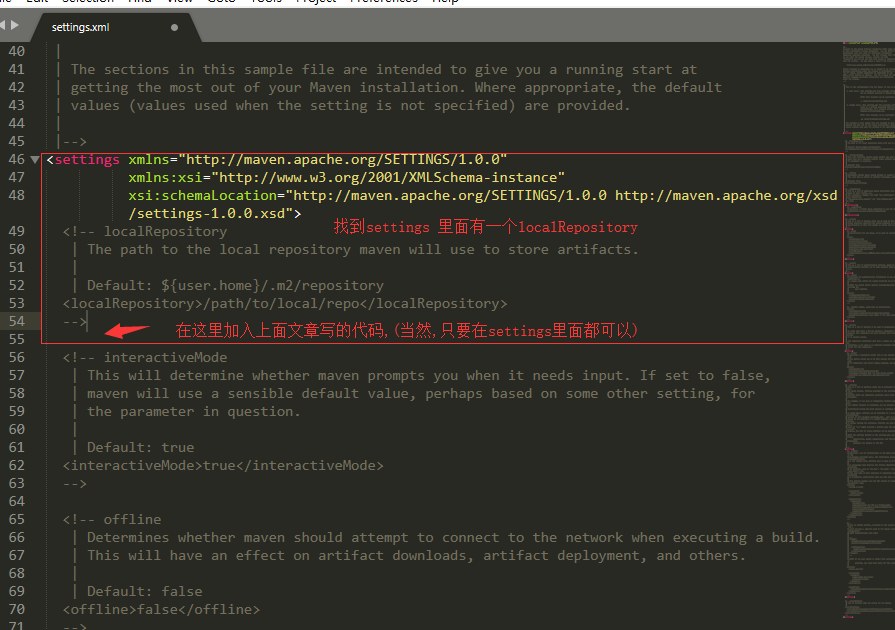 Goto Tools Project Preferences Help
settings.xml
40 |
41 | The sections in this sample file are intended to give you a running start at
42 | getting the most out of your Maven installation. Where appropriate, the default
43 | values (values used when the setting is not specified) are provided.
44 |
45 |-->
46 <settings xmlns="http://maven.apache.org/SETTINGS/1.0.0"
47 xmlns:xsi="http://www.w3.org/2001/XMLSchema-instance"
48 xsi:schemaLocation="http://maven.apache.org/SETTINGS/1.0.0 http://maven.apache.org/xsd
/settings-1.0.0.xsd">
找到settings 里面有一个localRepository
49 <!-- localRepository
50 | The path to the local repository maven will use to store artifacts.
51 |
52 | Default: ${user.home}/.m2/repository
53 <localRepository>/path/to/local/repo</localRepository>
54 -->
在这里加入上面文章写的代码,(当然,只要在settings里面都可以)
55
56 <!-- interactiveMode
57 | This will determine whether maven prompts you when it needs input. If set to false,
58 | maven will use a sensible default value, perhaps based on some other setting, for
59 | the parameter in question.
60 |
61 | Default: true
62 <interactiveMode>true</interactiveMode>
63 -->
64
65 <!-- offline
66 | Determines whether maven should attempt to connect to the network when executing a build.
67 | This will have an effect on artifact downloads, artifact deployment, and others.
68 |
69 | Default: false
70 <offline>false</offline>
71 -->